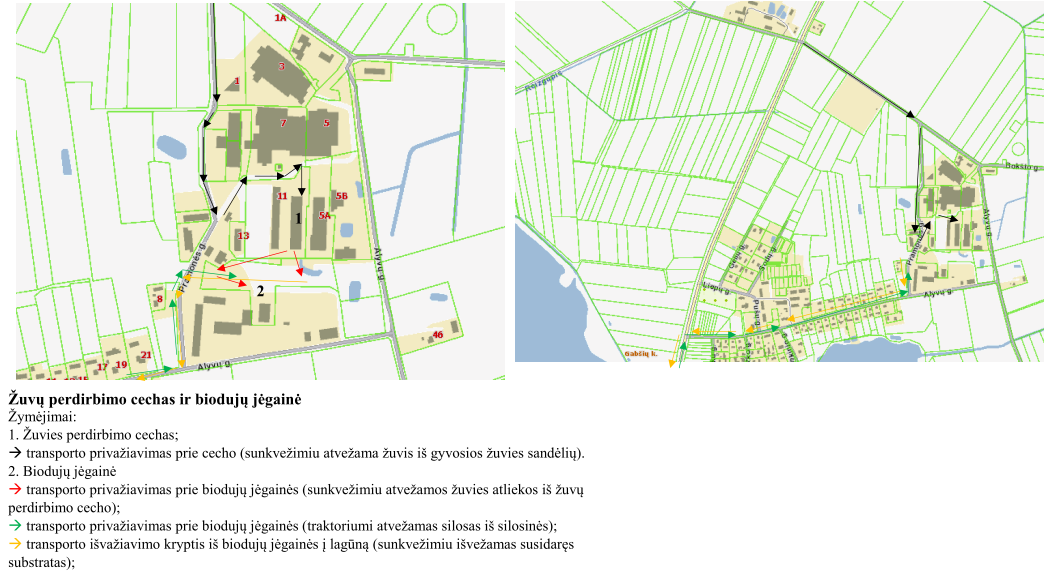 1A
3
1
7
5
11
5B
1
5A
13
Pramonės g.
Alyvų g.
2
8
46
21
17
19
Alyvų g.
Reizgupis
Bokšto g.
Alyvų g.
Pramonės g.
Liepų g.
Alyvų g.
Gabšių k.
Žuvų perdirbimo cechas ir biodujų jėgainė
Žymėjimai:
1. Žuvies perdirbimo cechas;
→ transporto privažiavimas prie cecho (sunkvežimiu atvežama žuvis iš gyvosios žuvies sandėlių).
2. Biodujų jėgainė
→ transporto privažiavimas prie biodujų jėgainės (sunkvežimiu atvežamos žuvies atliekos iš žuvų
perdirbimo cecho);
→ transporto privažiavimas prie biodujų jėgainės (traktoriumi atvežamas silosas iš silosinės);
→ transporto išvažiavimo kryptis iš biodujų jėgainės į lagūną (sunkvežimiu išvežamas susidaręs
substratas);